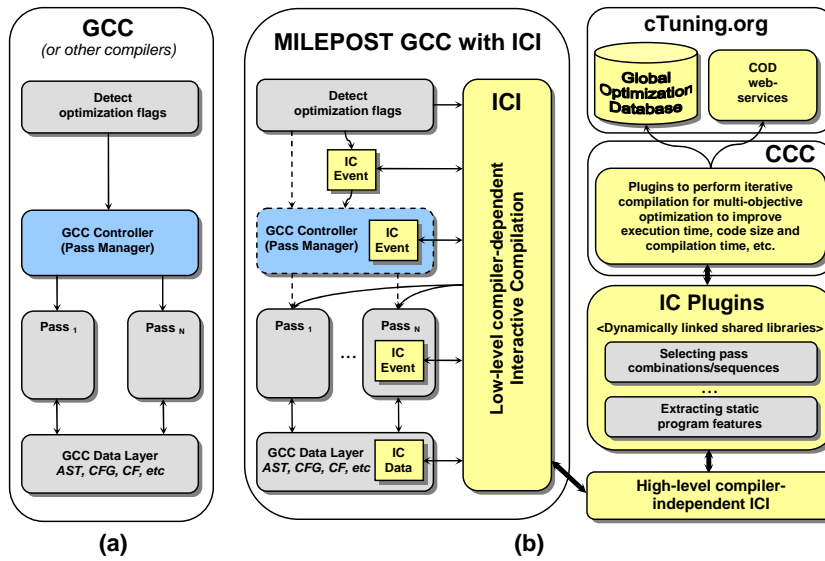 GCC
(or other compilers)
Detect
optimization flags
GCC Controller
(Pass Manager)
Pass 1
Pass N
GCC Data Layer
AST, CFG, CF, etc
(a)
MILEPOST GCC with ICI
Detect
optimization flags
IC
Event
GCC Controller
(Pass Manager)
IC
Event
Pass 1
...
Pass N
IC
Event
GCC Data Layer
AST, CFG, CF, etc
IC
Data
ICI
Low-level compiler-dependent
Interactive Compilation
(b)
cTuning.org
Global
Optimization
Database
COD
web-
services
CCC
Plugins to perform iterative
compilation for multi-objective
optimization to improve
execution time, code size and
compilation time, etc.
IC Plugins
<Dynamically linked shared libraries>
Selecting pass
combinations/sequences
...
Extracting static
program features
High-level compiler-
independent ICI